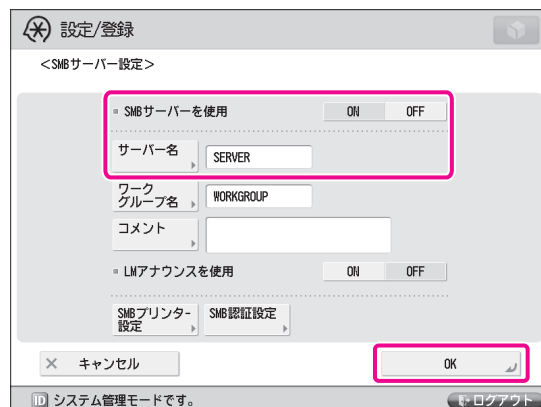 設定/登録
<SMBサーバー設定>
SMBサーバーを使用 ON OFF
サーバー名 SERVER
ワーク
グループ名 WORKGROUP
コメント
LMアナウンスを使用 ON OFF
SMBプリンター
設定 SMB認証設定
キャンセル OK
ID システム管理モードです。 ログアウト